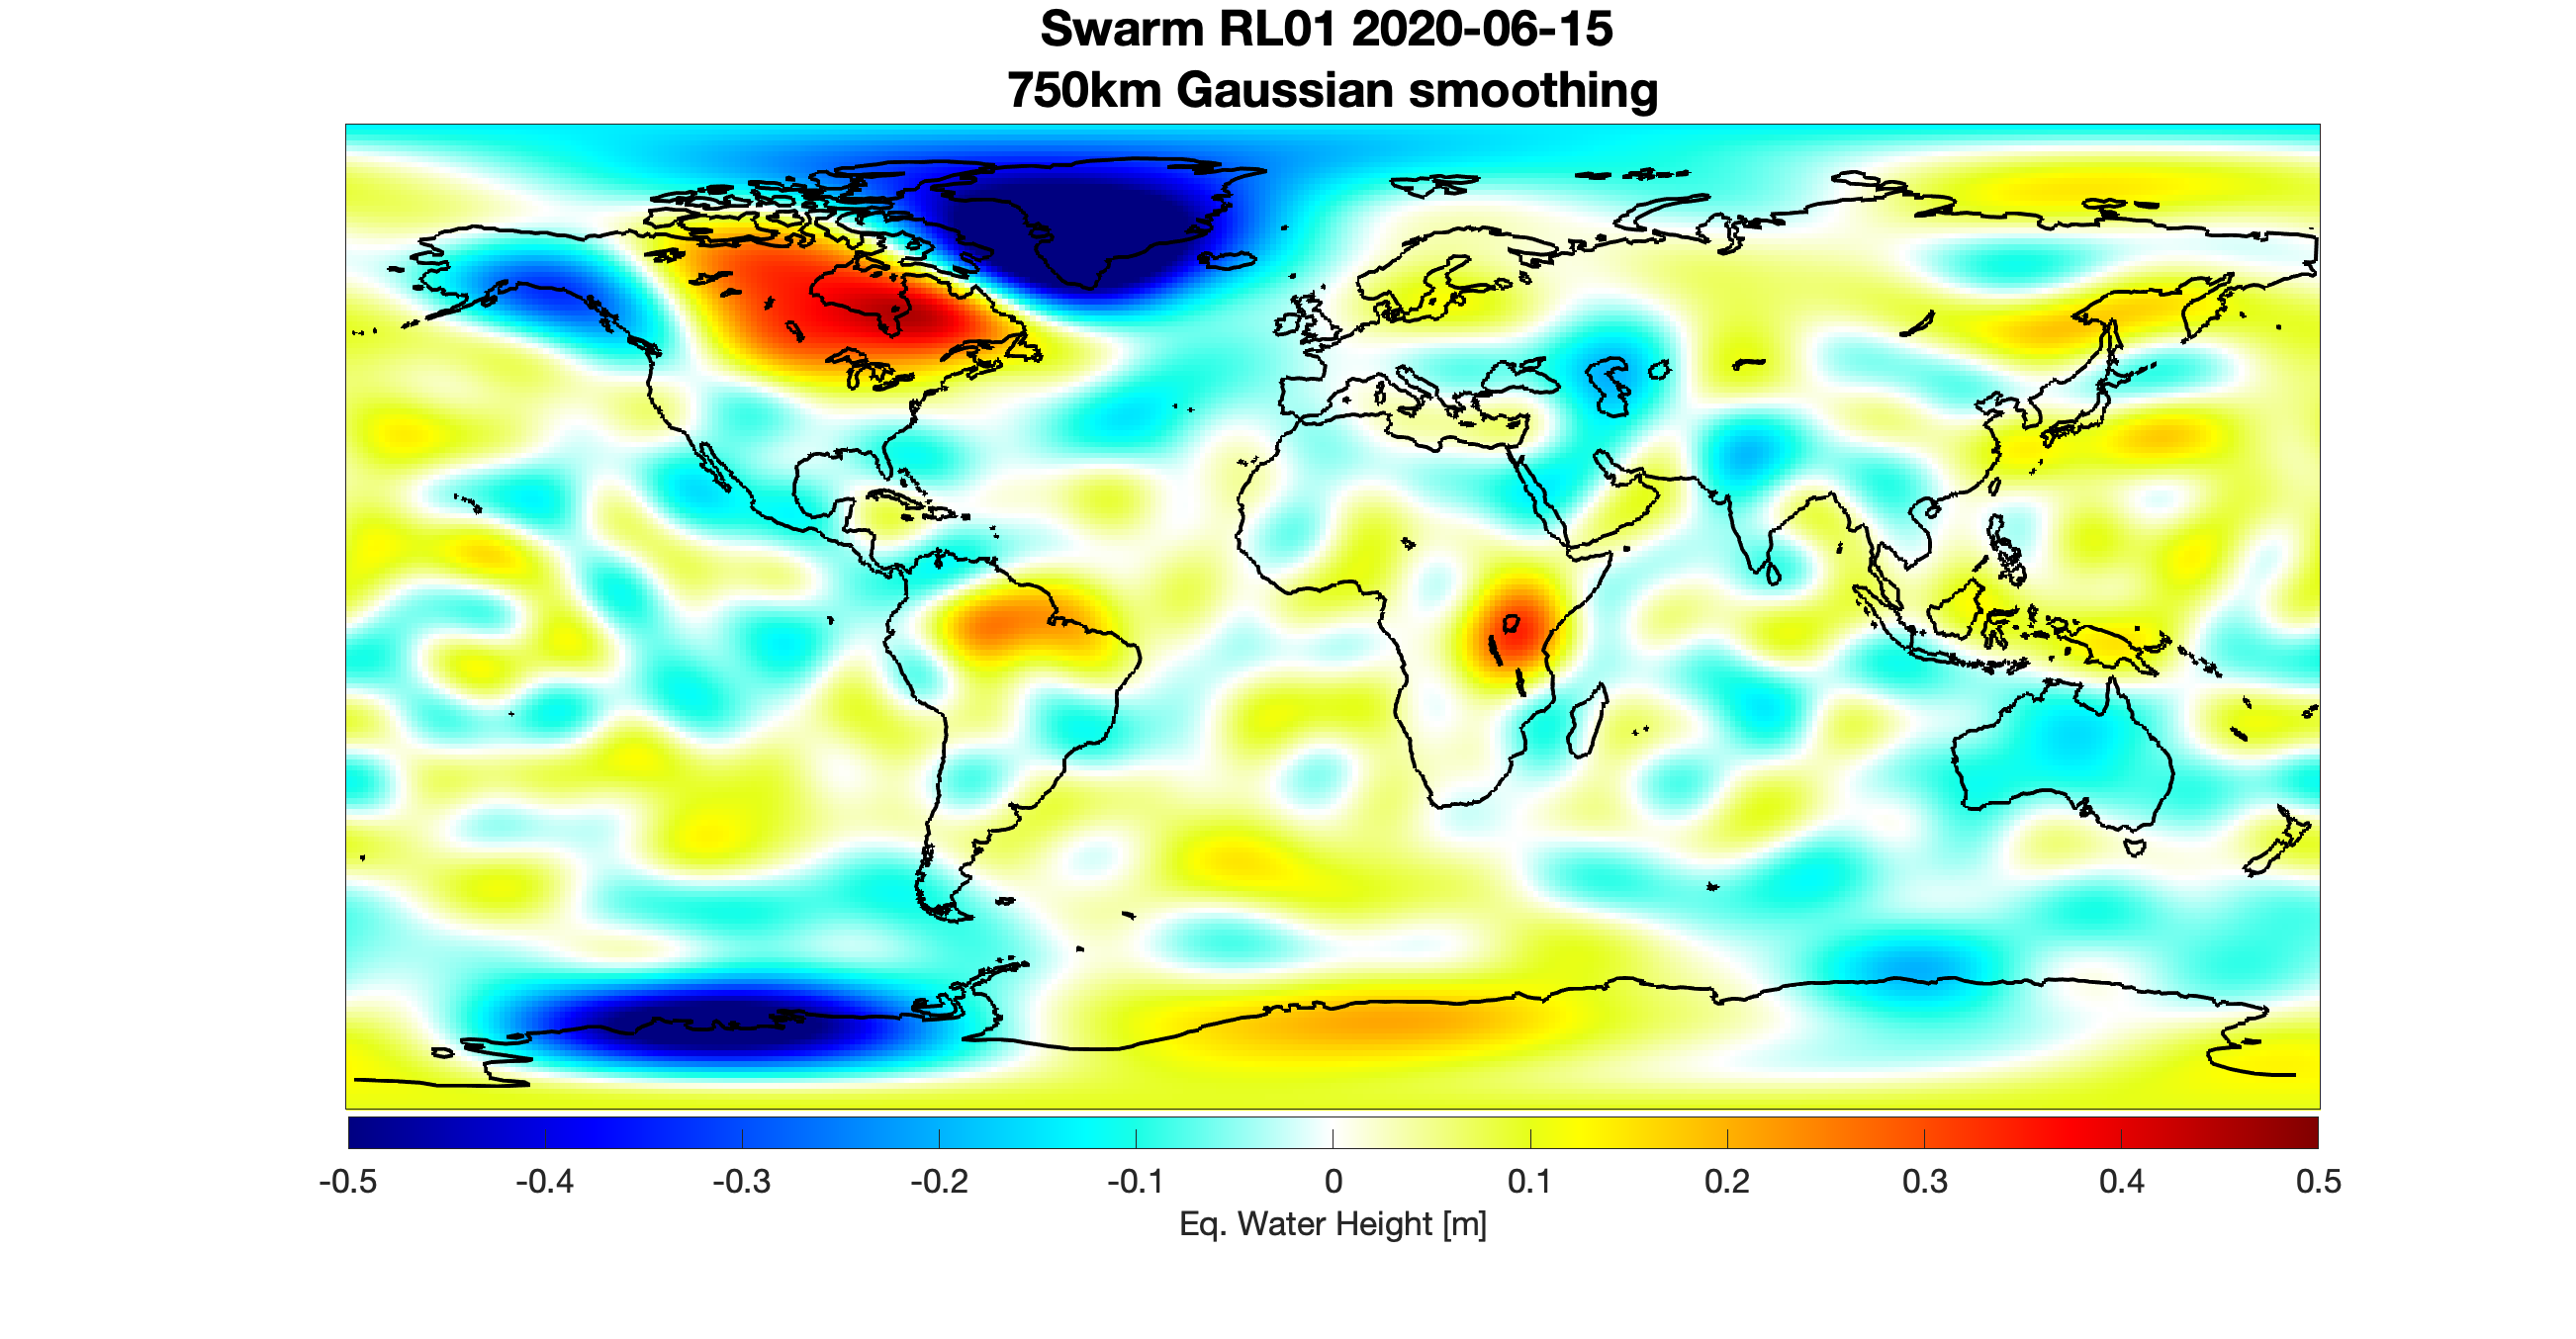 Swarm RL01 2020-06-15
750km Gaussian smoothing
-0.5 -0.4 -0.3 -0.2 -0.1 0 0.1 0.2 0.3 0.4 0.5
Eq. Water Height [m]